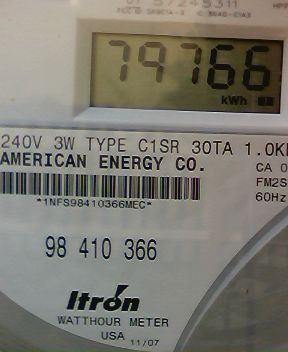 57245311
79766
kWh
240V 3W TYPE C1SR 30TA 1.0
AMERICAN ENERGY CO.
CA
*1NFS98410366MEC*
FM2S
60Hz
98 410 366
Itron
WATTHOUR METER
USA 11/07